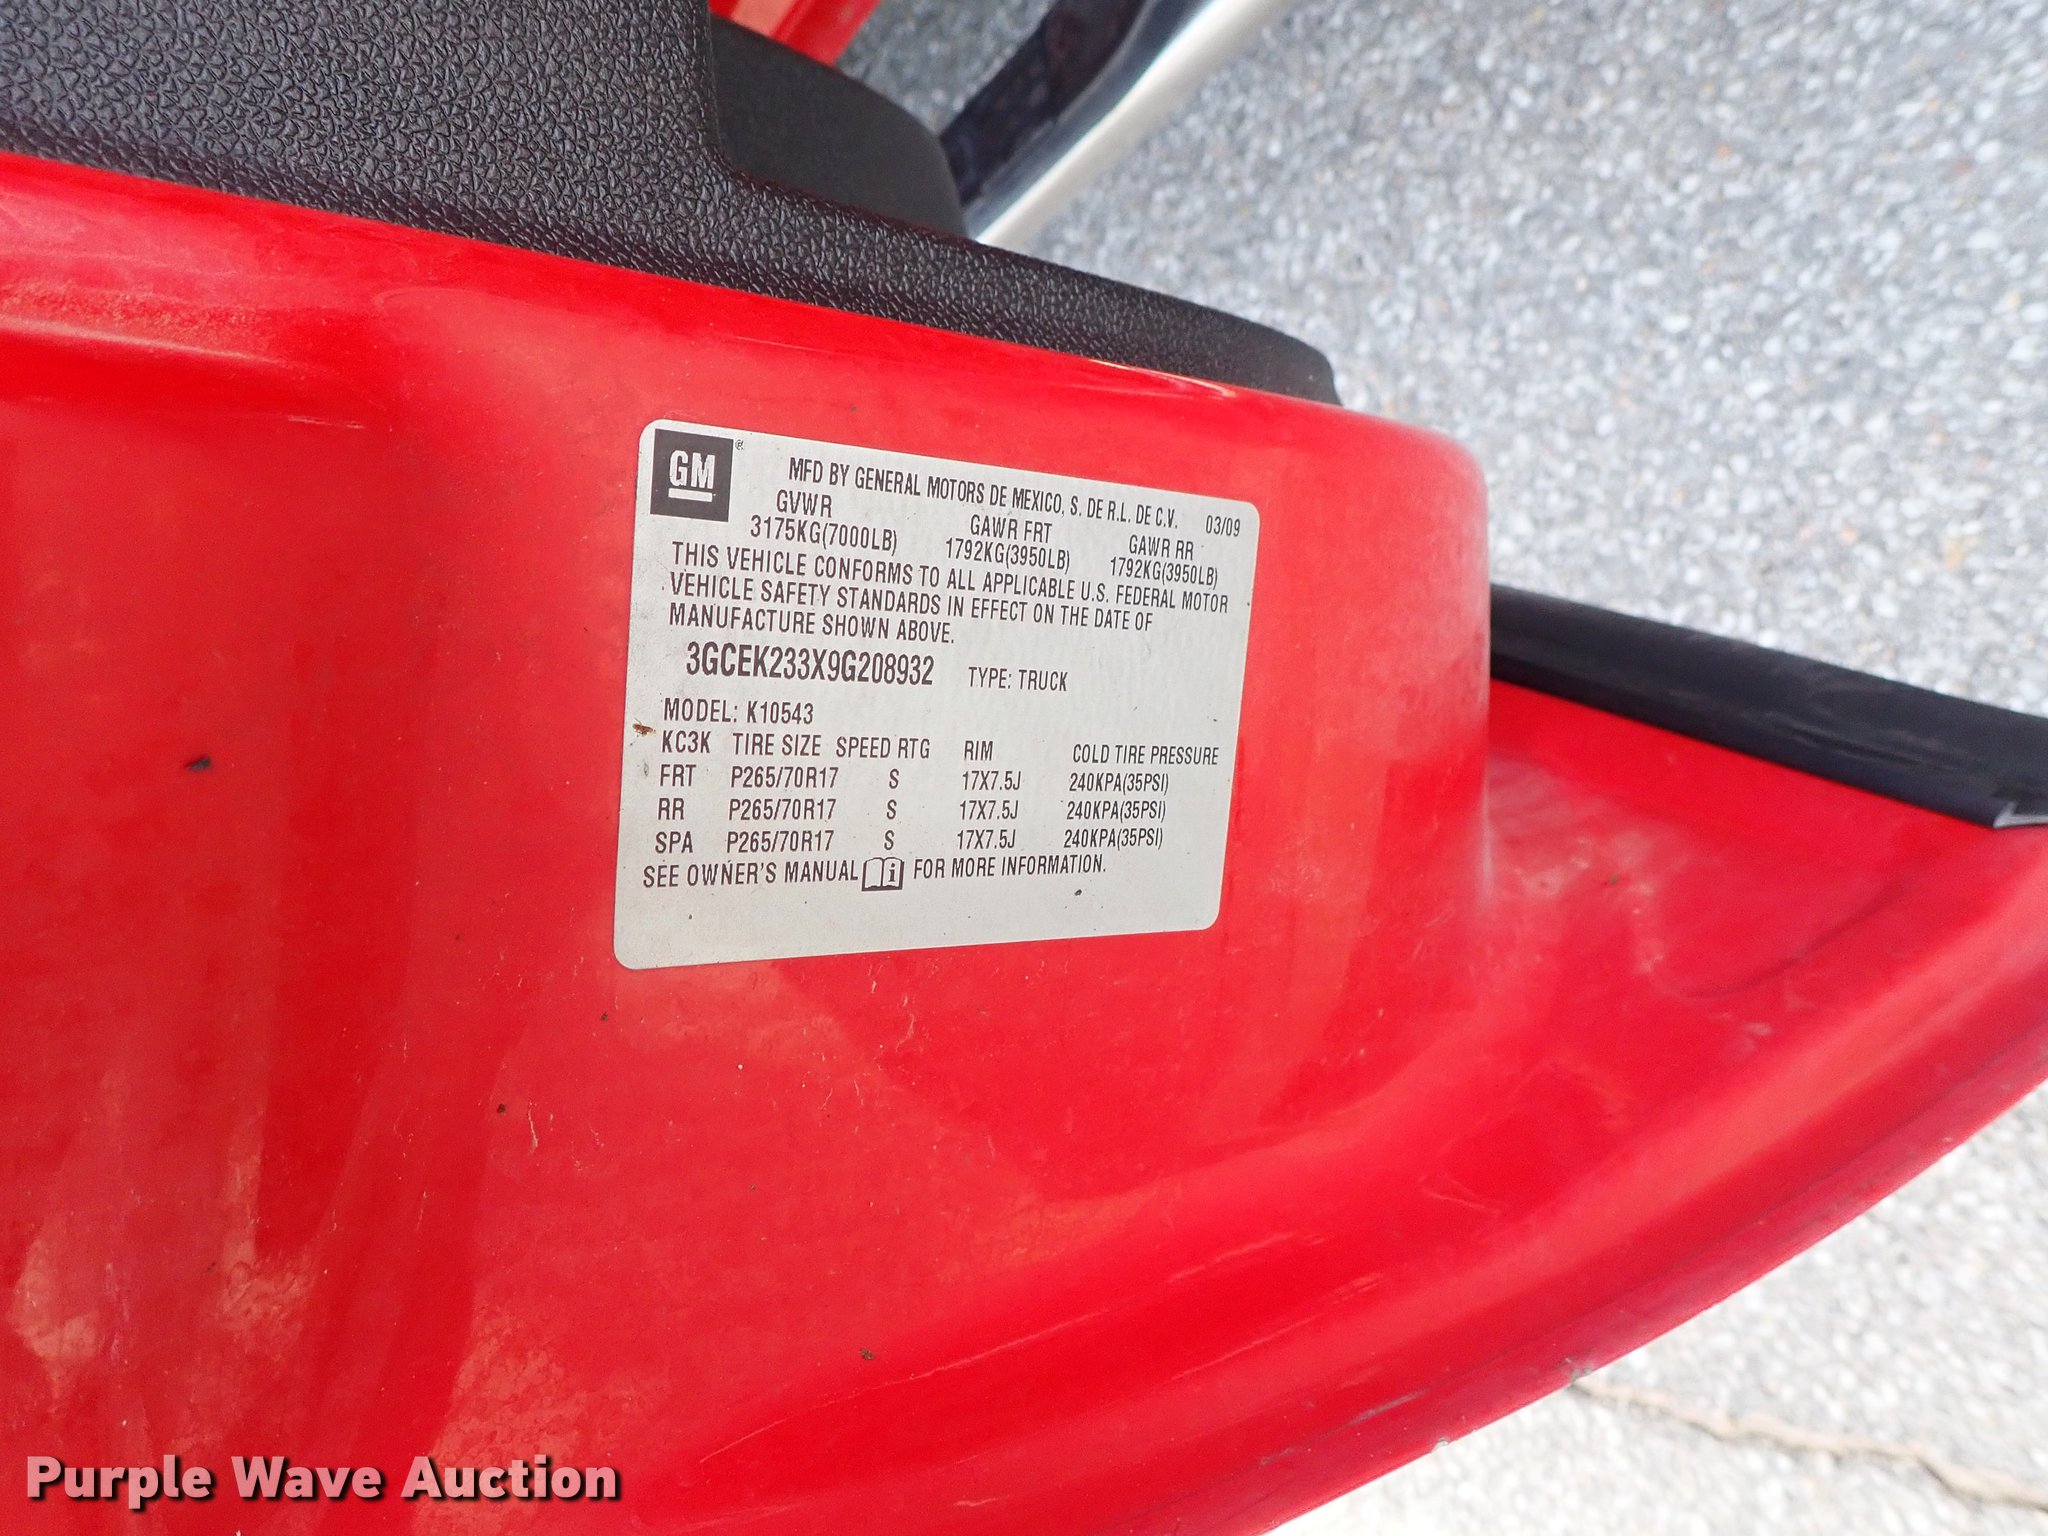 GM ®
MFD BY GENERAL MOTORS DE MEXICO, S. DE R.L. DE C.V. 03/09
GVWR GAWR FRT GAWR RR
3175KG(7000LB) 1792KG(3950LB) 1792KG(3950LB)
THIS VEHICLE CONFORMS TO ALL APPLICABLE U.S. FEDERAL MOTOR
VEHICLE SAFETY STANDARDS IN EFFECT ON THE DATE OF
MANUFACTURE SHOWN ABOVE.
3GCEK233X9G208932 TYPE: TRUCK
MODEL: K10543
KC3K TIRE SIZE SPEED RTG RIM COLD TIRE PRESSURE
FRT P265/70R17 S 17X7.5J 240KPA(35PSI)
RR P265/70R17 S 17X7.5J 240KPA(35PSI)
SPA P265/70R17 S 17X7.5J 240KPA(35PSI)
SEE OWNER'S MANUAL i FOR MORE INFORMATION.
Purple Wave Auction